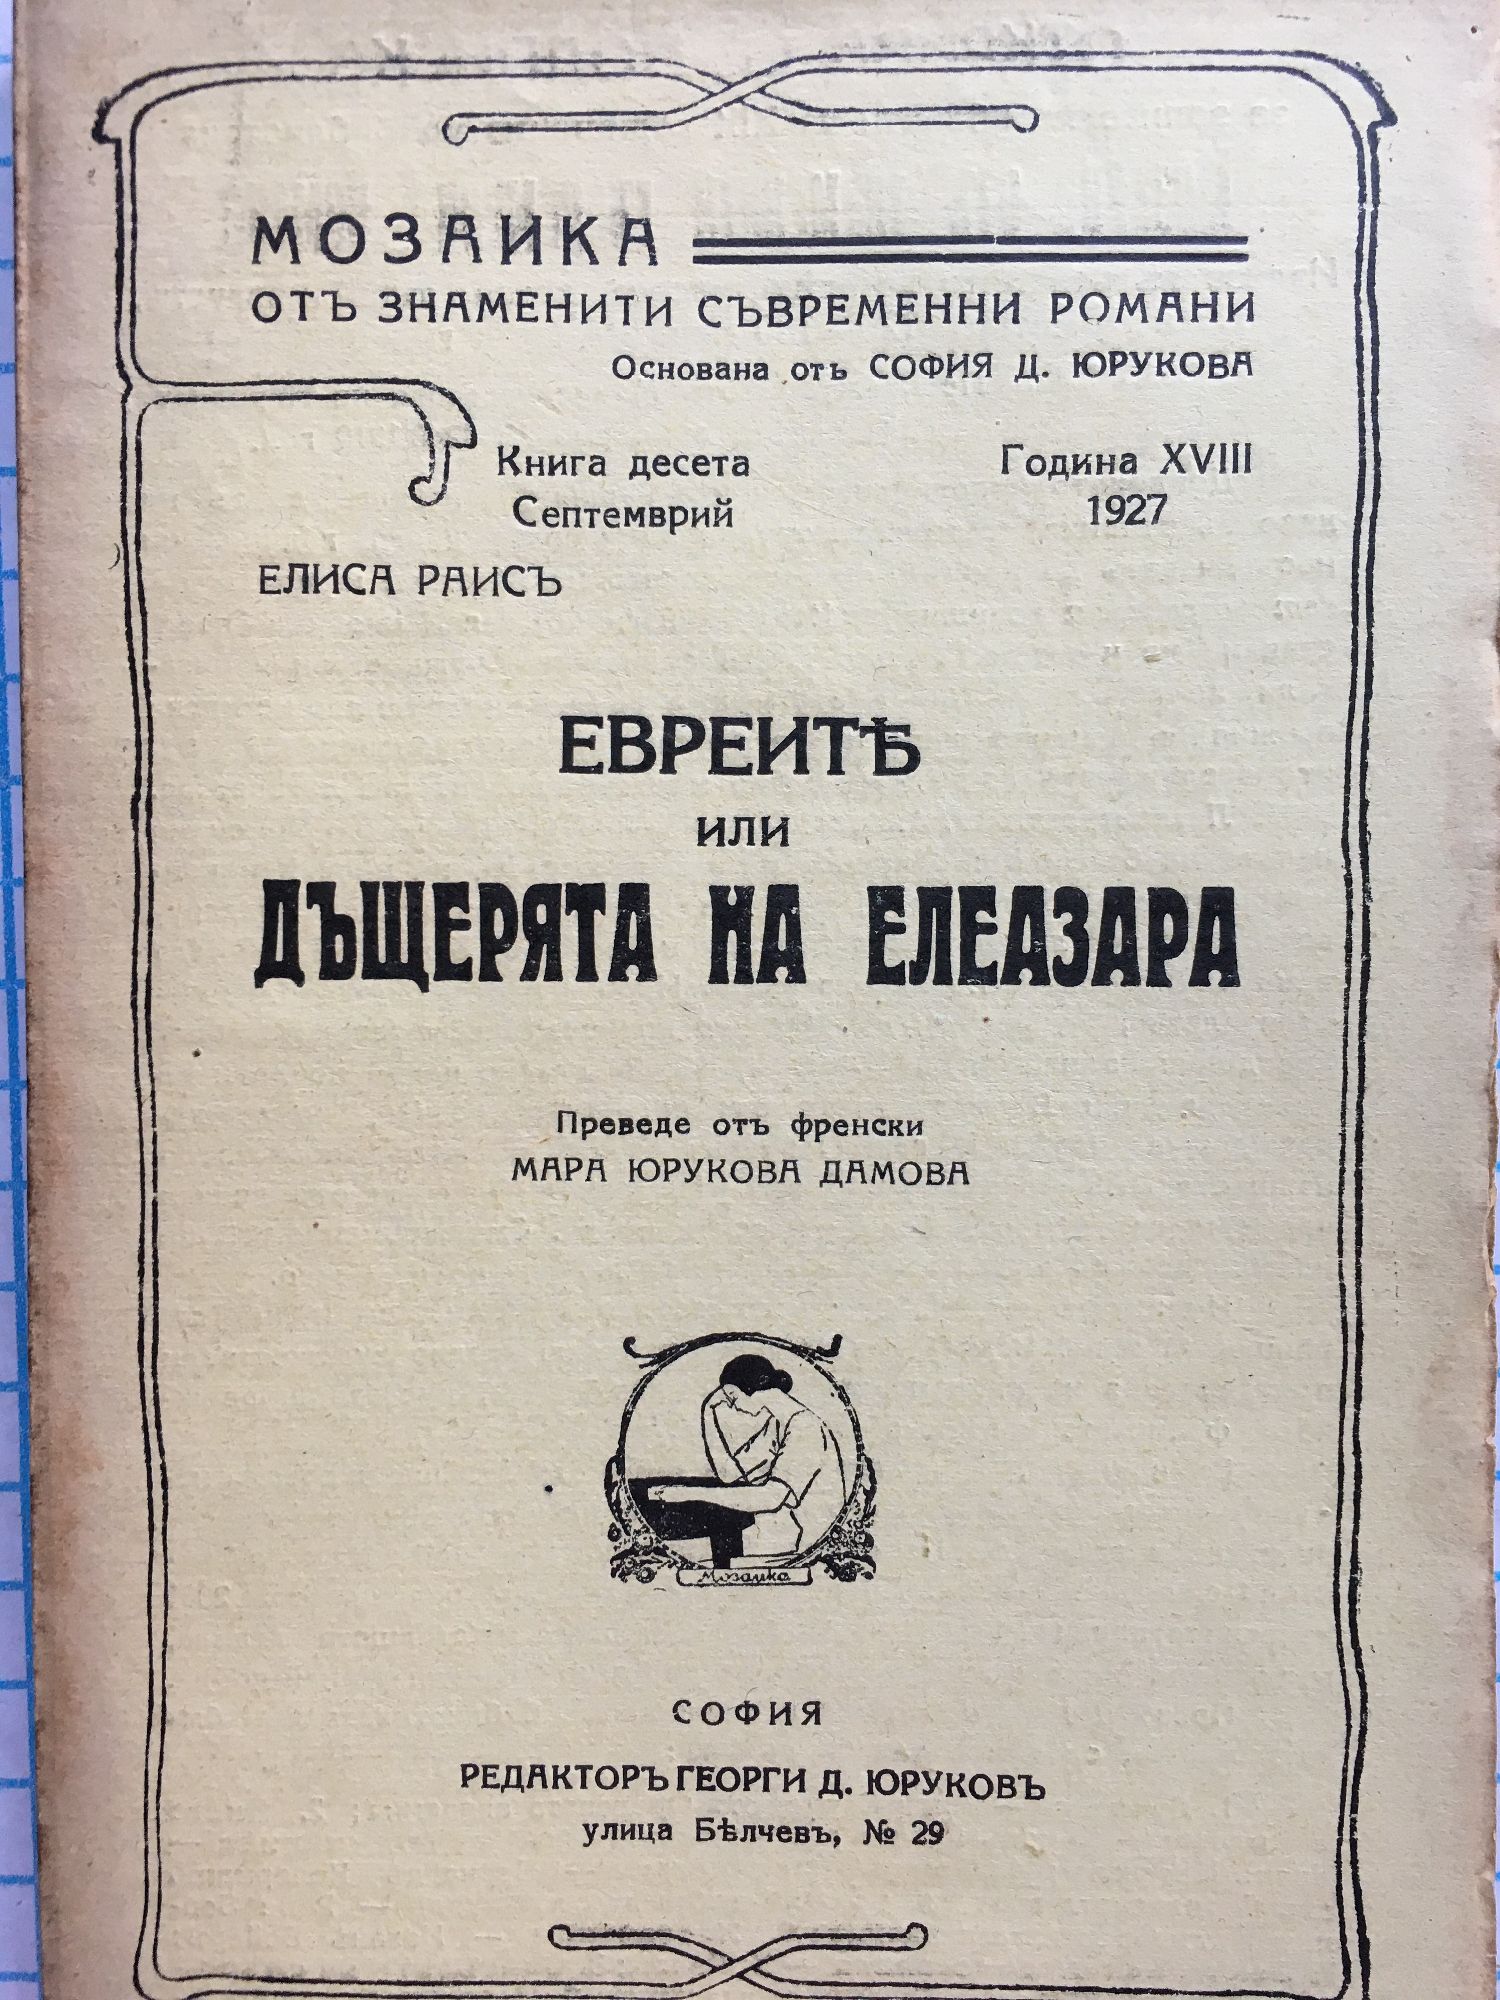 МОЗАИКА
ОТЪ ЗНАМЕНИТИ СЪВРЕМЕННИ РОМАНИ
Основана отъ СОФИЯ Д. ЮРУКОВА
Книга десета Година XVIII
Септемврий 1927
ЕЛИСА РАИСЪ
ЕВРЕИТѢ
ИЛИ
ДЪЩЕРЯТА НА ЕЛЕАЗАРА
Преведе отъ френски
МАРА ЮРУКОВА ДАМОВА
Мозаика
СОФИЯ
РЕДАКТОРЪ ГЕОРГИ Д. ЮРУКОВЪ
улица Бѣлчевъ, № 29